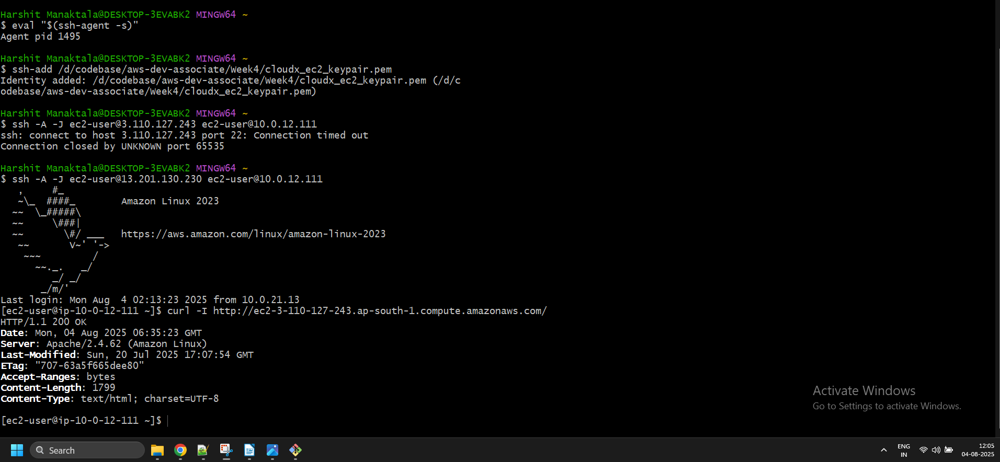 Harshit Manaktala@DESKTOP-3EVABK2 MINGW64 ~
$ eval "$(ssh-agent -s)"
Agent pid 1495

Harshit Manaktala@DESKTOP-3EVABK2 MINGW64 ~
$ ssh-add /d/codebase/aws-dev-associate/Week4/cloudx_ec2_keypair.pem
Identity added: /d/codebase/aws-dev-associate/Week4/cloudx_ec2_keypair.pem (/d/c
odebase/aws-dev-associate/Week4/cloudx_ec2_keypair.pem)

Harshit Manaktala@DESKTOP-3EVABK2 MINGW64 ~
$ ssh -A -J ec2-user@3.110.127.243 ec2-user@10.0.12.111
ssh: connect to host 3.110.127.243 port 22: Connection timed out
Connection closed by UNKNOWN port 65535

Harshit Manaktala@DESKTOP-3EVABK2 MINGW64 ~
$ ssh -A -J ec2-user@13.201.130.230 ec2-user@10.0.12.111
   ,     #_
   ~\_  ####_        Amazon Linux 2023
  ~~  \_#####\
  ~~     \###|
  ~~       \#/ ___   https://aws.amazon.com/linux/amazon-linux-2023
   ~~       V~' '->
    ~~~         /
      ~~._.   _/
         _/ _/
       _/m/'
Last login: Mon Aug  4 02:13:23 2025 from 10.0.21.13
[ec2-user@ip-10-0-12-111 ~]$ curl -I http://ec2-3-110-127-243.ap-south-1.compute.amazonaws.com/
HTTP/1.1 200 OK
Date: Mon, 04 Aug 2025 06:35:23 GMT
Server: Apache/2.4.62 (Amazon Linux)
Last-Modified: Sun, 20 Jul 2025 17:07:54 GMT
ETag: "707-63a5f665dee80"
Accept-Ranges: bytes
Content-Length: 1799
Content-Type: text/html; charset=UTF-8

[ec2-user@ip-10-0-12-111 ~]$
Activate Windows
Go to Settings to activate Windows.
Search
ENG
IN
12:05
04-08-2025